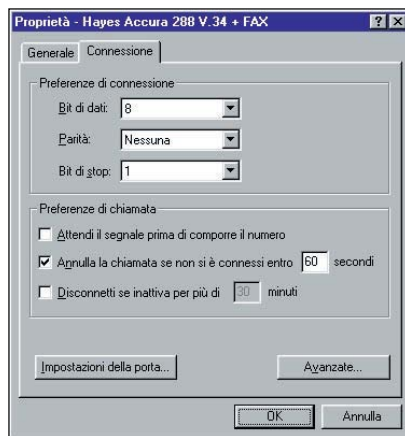 Proprietà - Hayes Accura 288 V.34 + FAX
Generale Connessione
Preferenze di connessione
Bit di dati: 8
Parità: Nessuna
Bit di stop: 1
Preferenze di chiamata
Attendi il segnale prima di comporre il numero
Annulla la chiamata se non si è connessi entro 60 secondi
Disconnetti se inattiva per più di 30 minuti
Impostazioni della porta... Avanzate...
OK Annulla